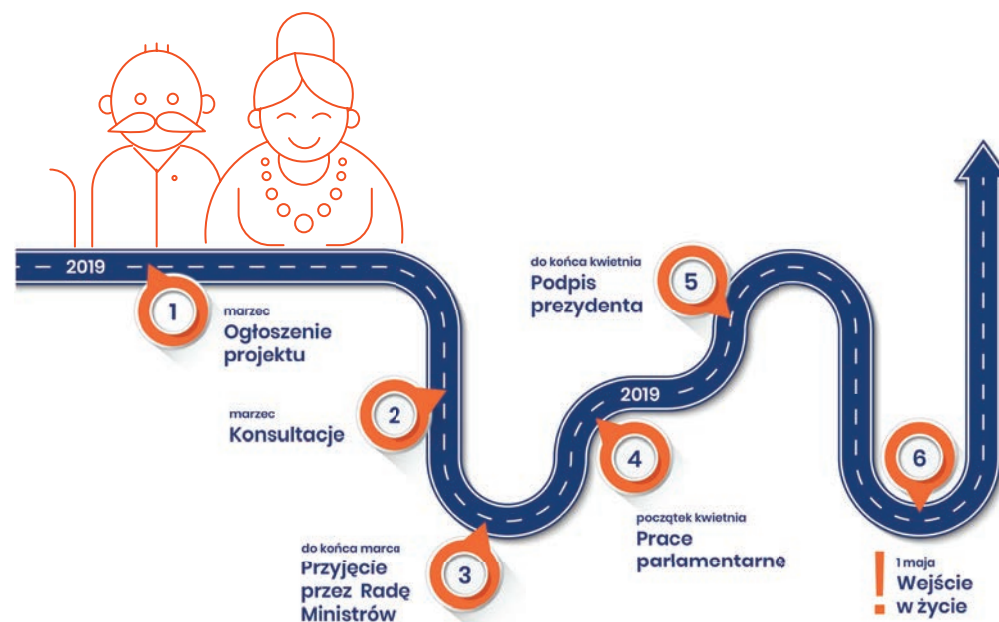 2019
1
marzec
Ogłoszenie
projektu
2
marzec
Konsultacje
3
do końca marca
Przyjęcie
przez Radę
Ministrów
2019
4
początek kwietnia
Prace
parlamentarne
5
do końca kwietnia
Podpis
prezydenta
6
!
1 maja
Wejście
w życie